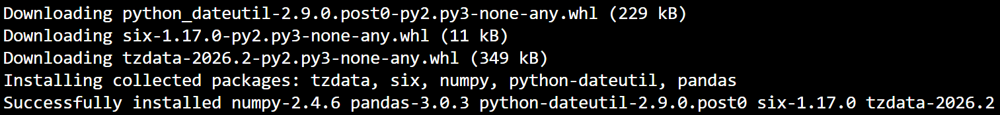 Downloading python_dateutil-2.9.0.post0-py2.py3-none-any.whl (229 kB)
Downloading six-1.17.0-py2.py3-none-any.whl (11 kB)
Downloading tzdata-2026.2-py2.py3-none-any.whl (349 kB)
Installing collected packages: tzdata, six, numpy, python-dateutil, pandas
Successfully installed numpy-2.4.6 pandas-3.0.3 python-dateutil-2.9.0.post0 six-1.17.0 tzdata-2026.2